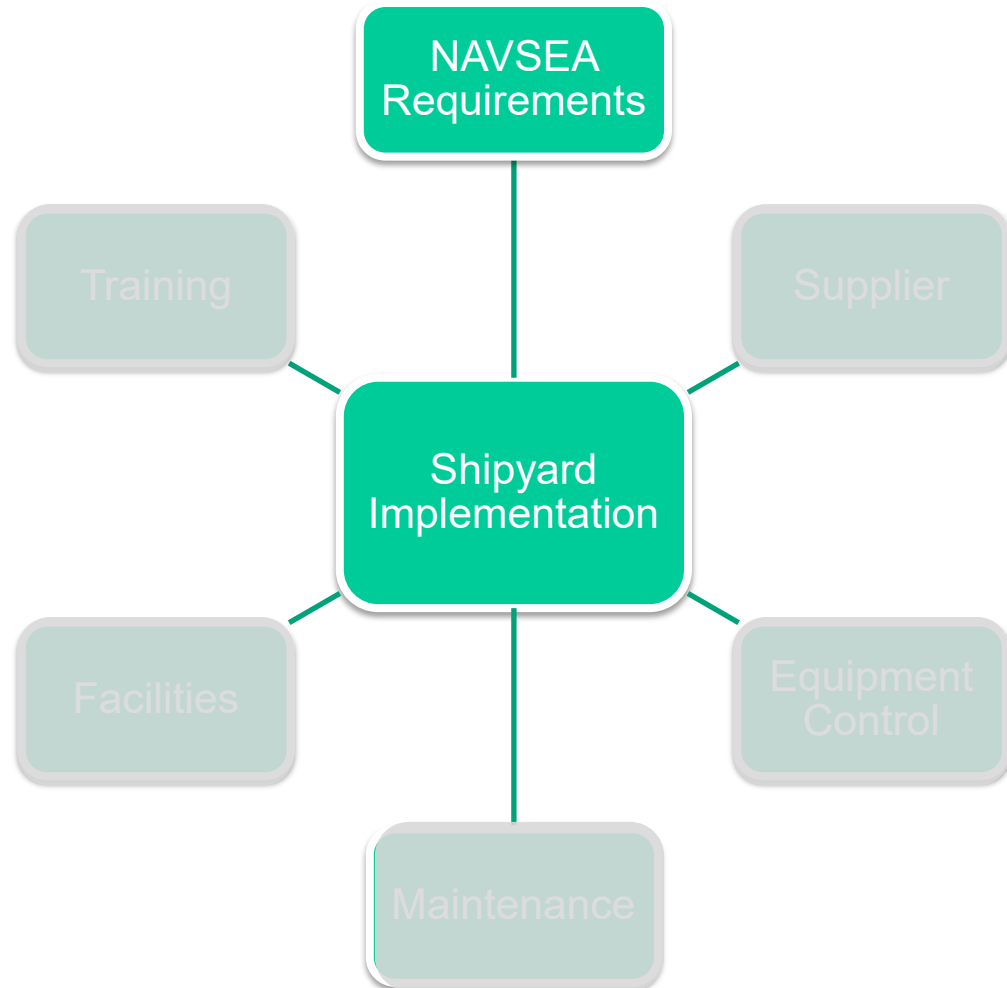 NAVSEA
Requirements
Training
Supplier
Shipyard
Implementation
Facilities
Equipment
Control
Maintenance